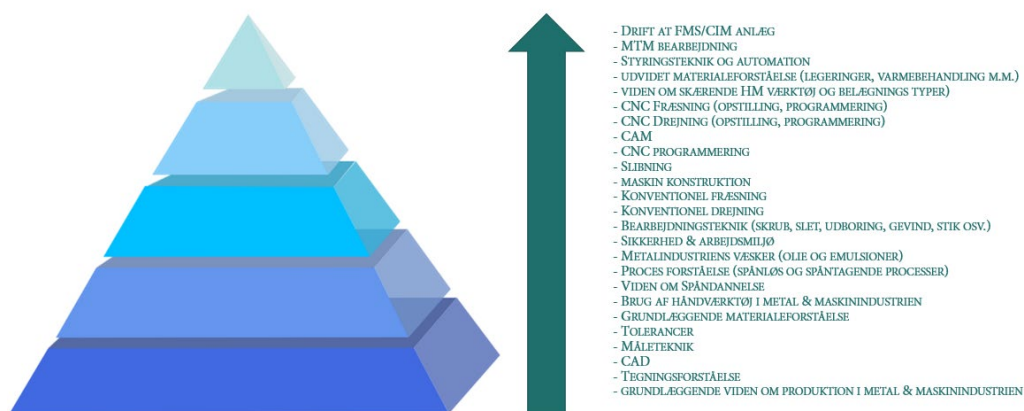 - Drift at FMS/CIM anlæg
- MTM bearbejdning
- Styringsteknik og automation
- udvidet materialeforståelse (legeringer, varmebehandling m.m.)
- viden om skærende HM værktøj og belægnings typer)
- CNC Fræsning (opstilling, programmering)
- CNC Drejning (opstilling, programmering)
- CAM
- CNC programmering
- Slibning
- maskin konstruktion
- Konventionel fræsning
- Konventionel drejning
- Bearbejdningsteknik (skrub, slet, udboring, gevind, stik osv.)
- Sikkerhed & arbejdsmiljø
- Metalindustriens væsker (olie og emulsioner)
- Proces forståelse (spånløs og spåntagende processer)
- Viden om Spåndannelse
- Brug af håndværktøj i metal & maskinindustrien
- Grundlæggende materialeforståelse
- Tolerancer
- Måleteknik
- CAD
- Tegningsforståelse
- grundlæggende viden om produktion i metal & maskinindustrien